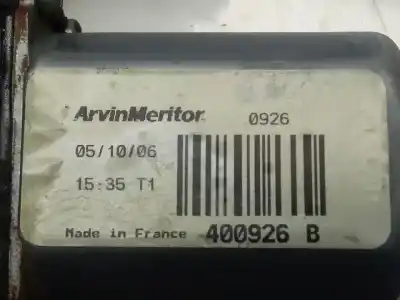 ArvinMeritor 0926
05/10/06
15:35 T1
Made in France 400926 B